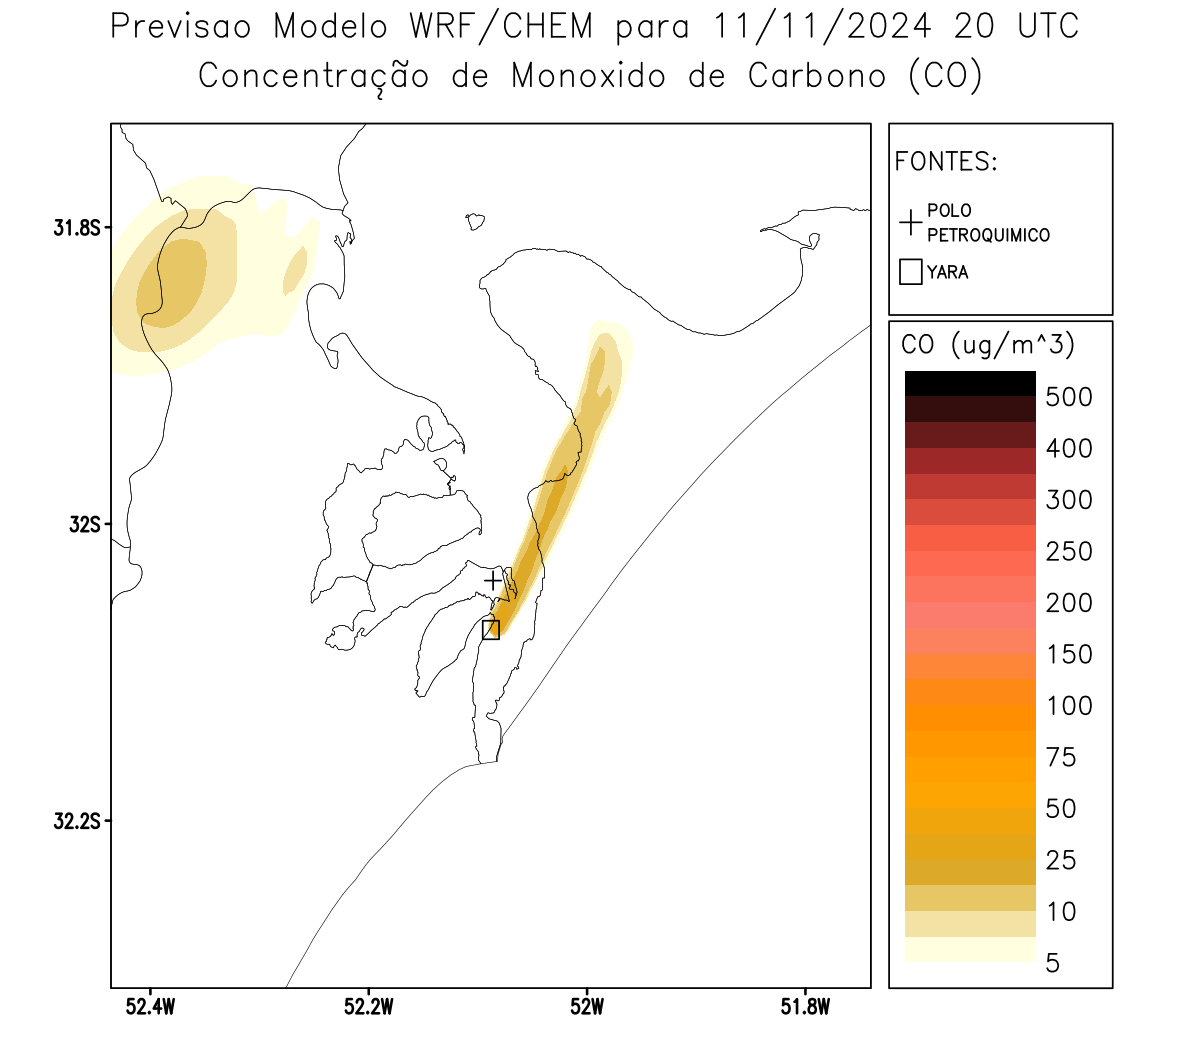 Previsao Modelo WRF/CHEM para 11/11/2024 20 UTC
Concentração de Monoxido de Carbono (CO)
FONTES:
POLO
PETROQUIMICO
YARA
CO (ug/m^3)
500
400
300
250
200
150
100
75
50
25
10
5
31.8S
32S
32.2S
52.4W
52.2W
52W
51.8W